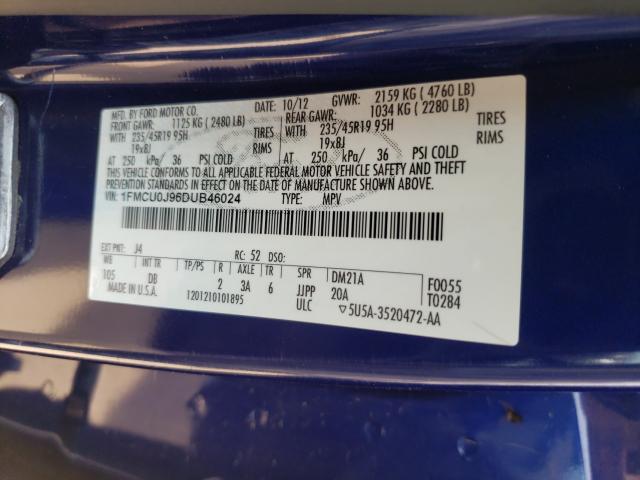 MFD. BY FORD MOTOR CO. DATE: 10/12 GVWR: 2159 KG ( 4760 LB)
FRONT GAWR: 1125 KG ( 2480 LB) REAR GAWR: 1034 KG ( 2280 LB)
WITH 235/45R19 95H TIRES WITH 235/45R19 95H TIRES
19x8J RIMS 19x8J RIMS
AT 250 kPa/ 36 PSI COLD AT 250 kPa/ 36 PSI COLD
THIS VEHICLE CONFORMS TO ALL APPLICABLE FEDERAL MOTOR VEHICLE SAFETY AND THEFT
PREVENTION STANDARDS IN EFFECT ON THE DATE OF MANUFACTURE SHOWN ABOVE.
VIN: 1FMCU0J96DUB46024 TYPE: MPV
EXT PNT: J4 RC: 52 DSO:
WB INT TR TP/PS R AXLE TR SPR DM21A F0055
105 DB 2 3A 6 JJPP 20A T0284
MADE IN U.S.A. 1201210101895 ULC ▽5U5A-3520472-AA